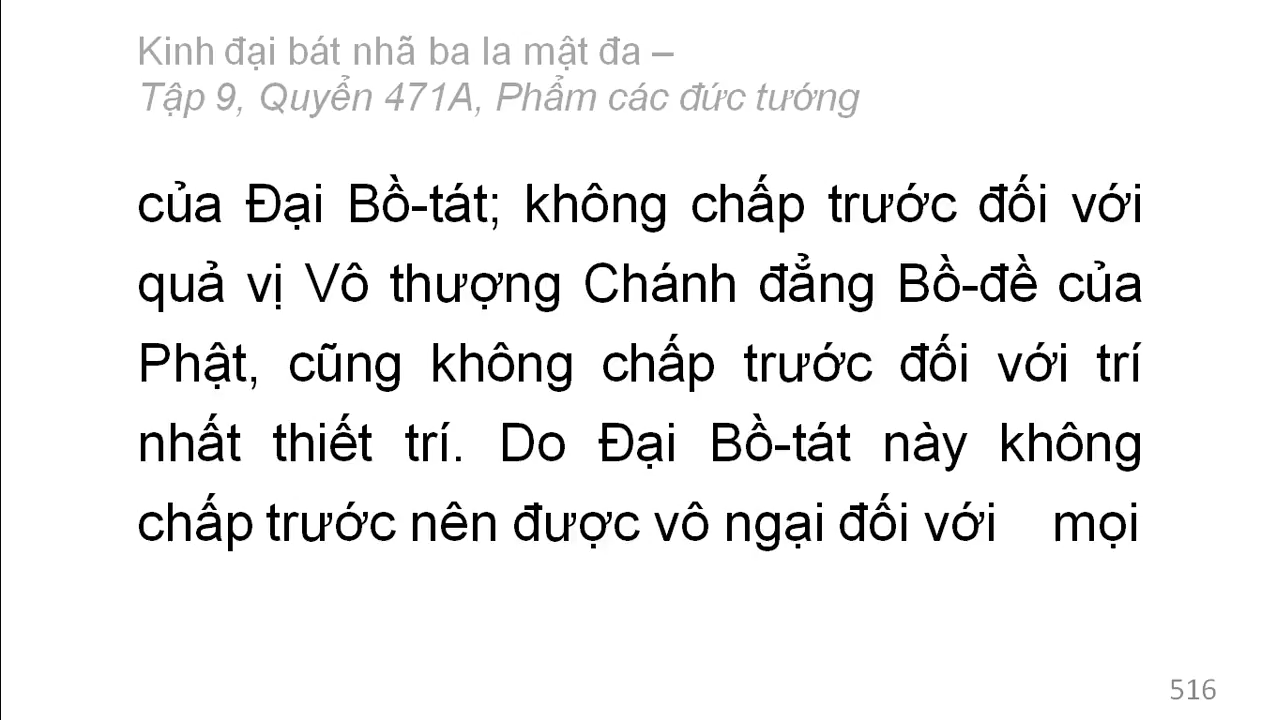 Kinh đại bát nhã ba la mật đa –
Tập 9, Quyển 471A, Phẩm các đức tướng
của Đại Bồ-tát; không chấp trước đối với
quả vị Vô thượng Chánh đẳng Bồ-đề của
Phật, cũng không chấp trước đối với trí
nhất thiết trí. Do Đại Bồ-tát này không
chấp trước nên được vô ngại đối với mọi
516